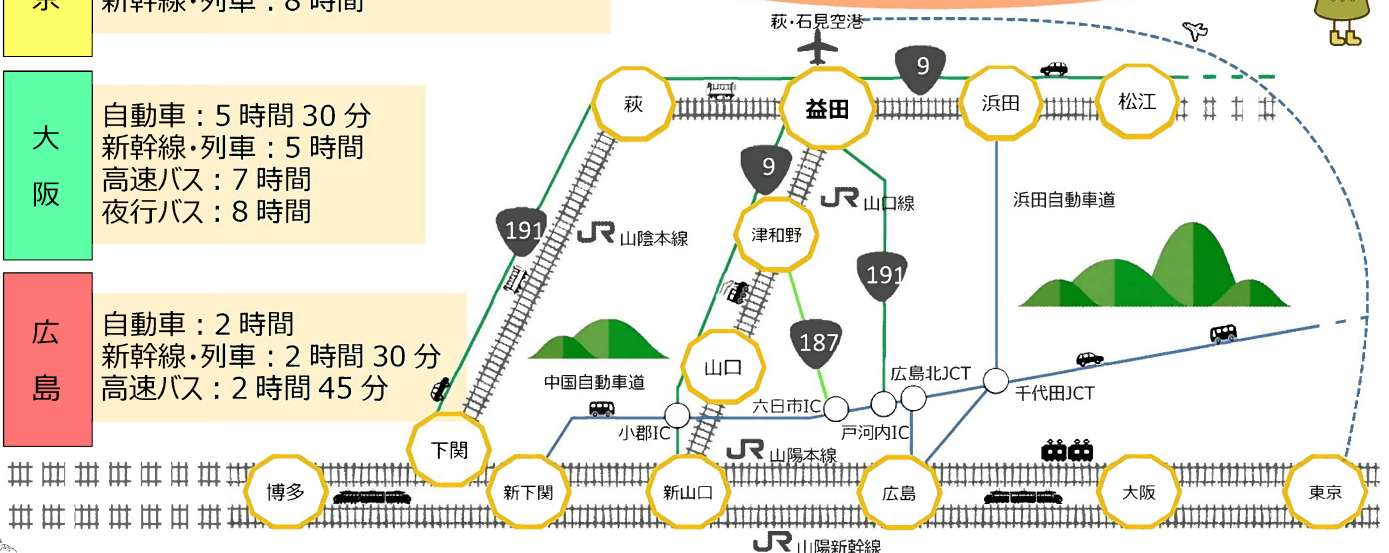 京
新幹線・列車：8時間
大阪
自動車：5時間30分
新幹線・列車：5時間
高速バス：7時間
夜行バス：8時間
広島
自動車：2時間
新幹線・列車：2時間30分
高速バス：2時間45分
萩・石見空港
9
萩
益田
浜田
松江
9
JR 山口線
浜田自動車道
191
JR 山陰本線
津和野
191
187
山口
中国自動車道
広島北JCT
六日市IC
千代田JCT
小郡IC
戸河内IC
下関
JR 山陽本線
博多
新下関
新山口
広島
大阪
東京
JR 山陽新幹線